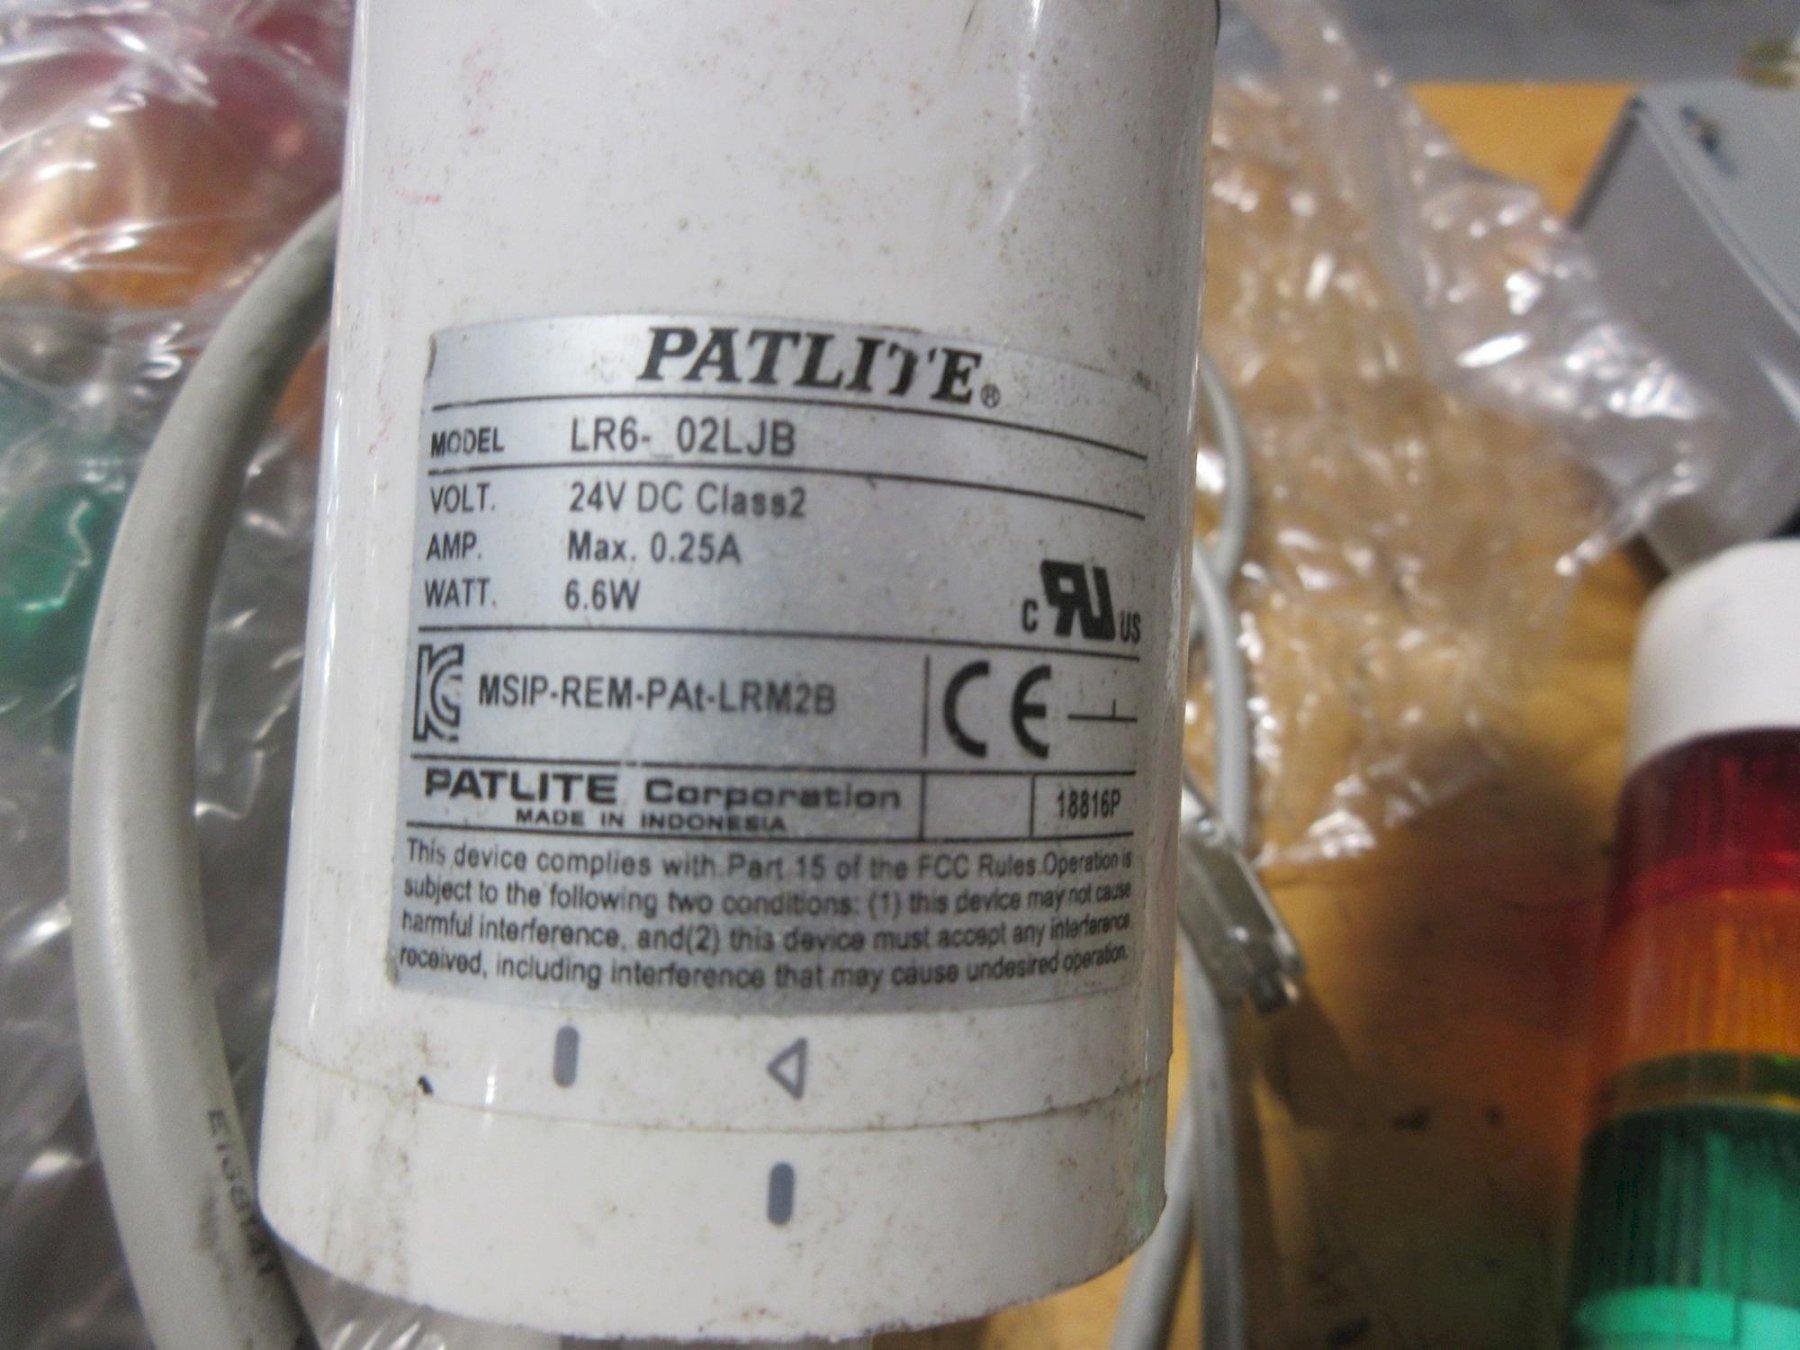 PATLITE®
MODEL LR6-_02LJB
VOLT. 24V DC Class2
AMP. Max. 0.25A
WATT. 6.6W
c RU US
KC MSIP-REM-PAt-LRM2B CE
PATLITE Corporation
MADE IN INDONESIA
18816P
This device complies with Part 15 of the FCC Rules.Operation is
subject to the following two conditions: (1) this device may not cause
harmful interference, and(2) this device must accept any interference
received, including interference that may cause undesired operation.